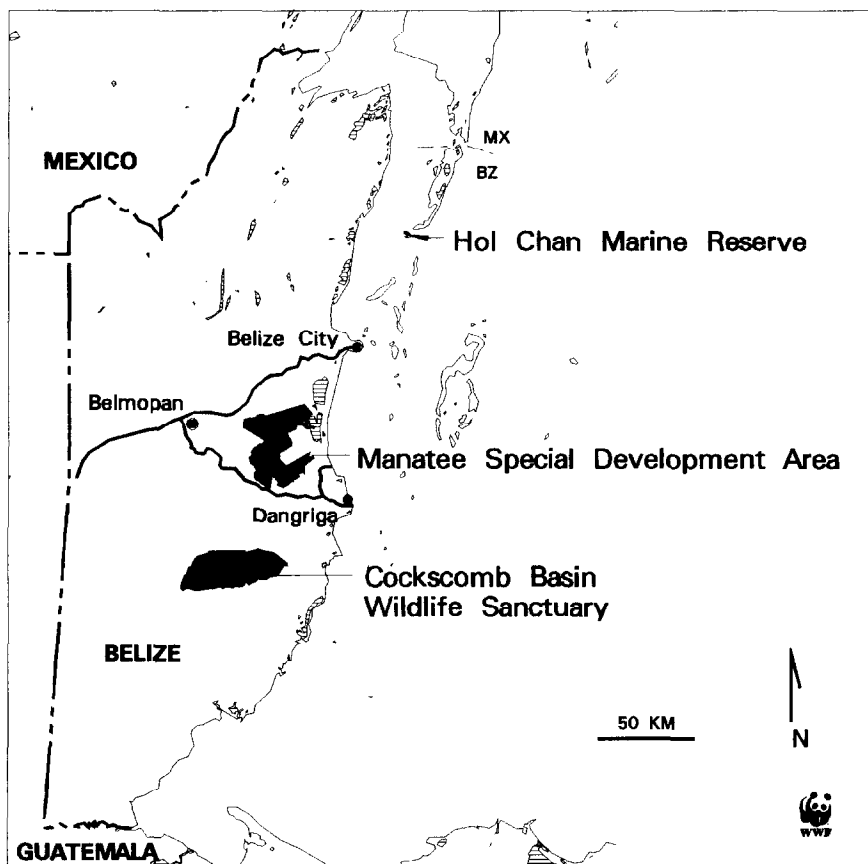 MX
MEXICO
BZ
Hol Chan Marine Reserve
Belize City
Belmopan
Manatee Special Development Area
Dangriga
Cockscomb Basin
Wildlife Sanctuary
BELIZE
50 KM
N
WWF
GUATEMALA